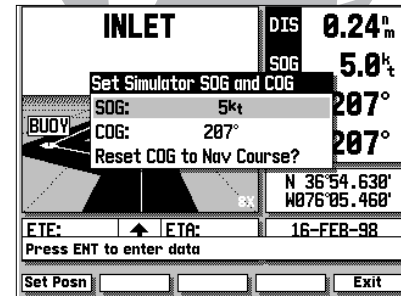 INLET
DIS 0.24nm
SOG 5.0kt
Set Simulator SOG and COG
SOG: 5kt
COG: 207°
Reset COG to Nav Course?
207°
207°
BUOY
8X
N 36°54.630'
W076°05.460'
ETE: ETA: 16-FEB-98
Press ENT to enter data
Set Posn Exit